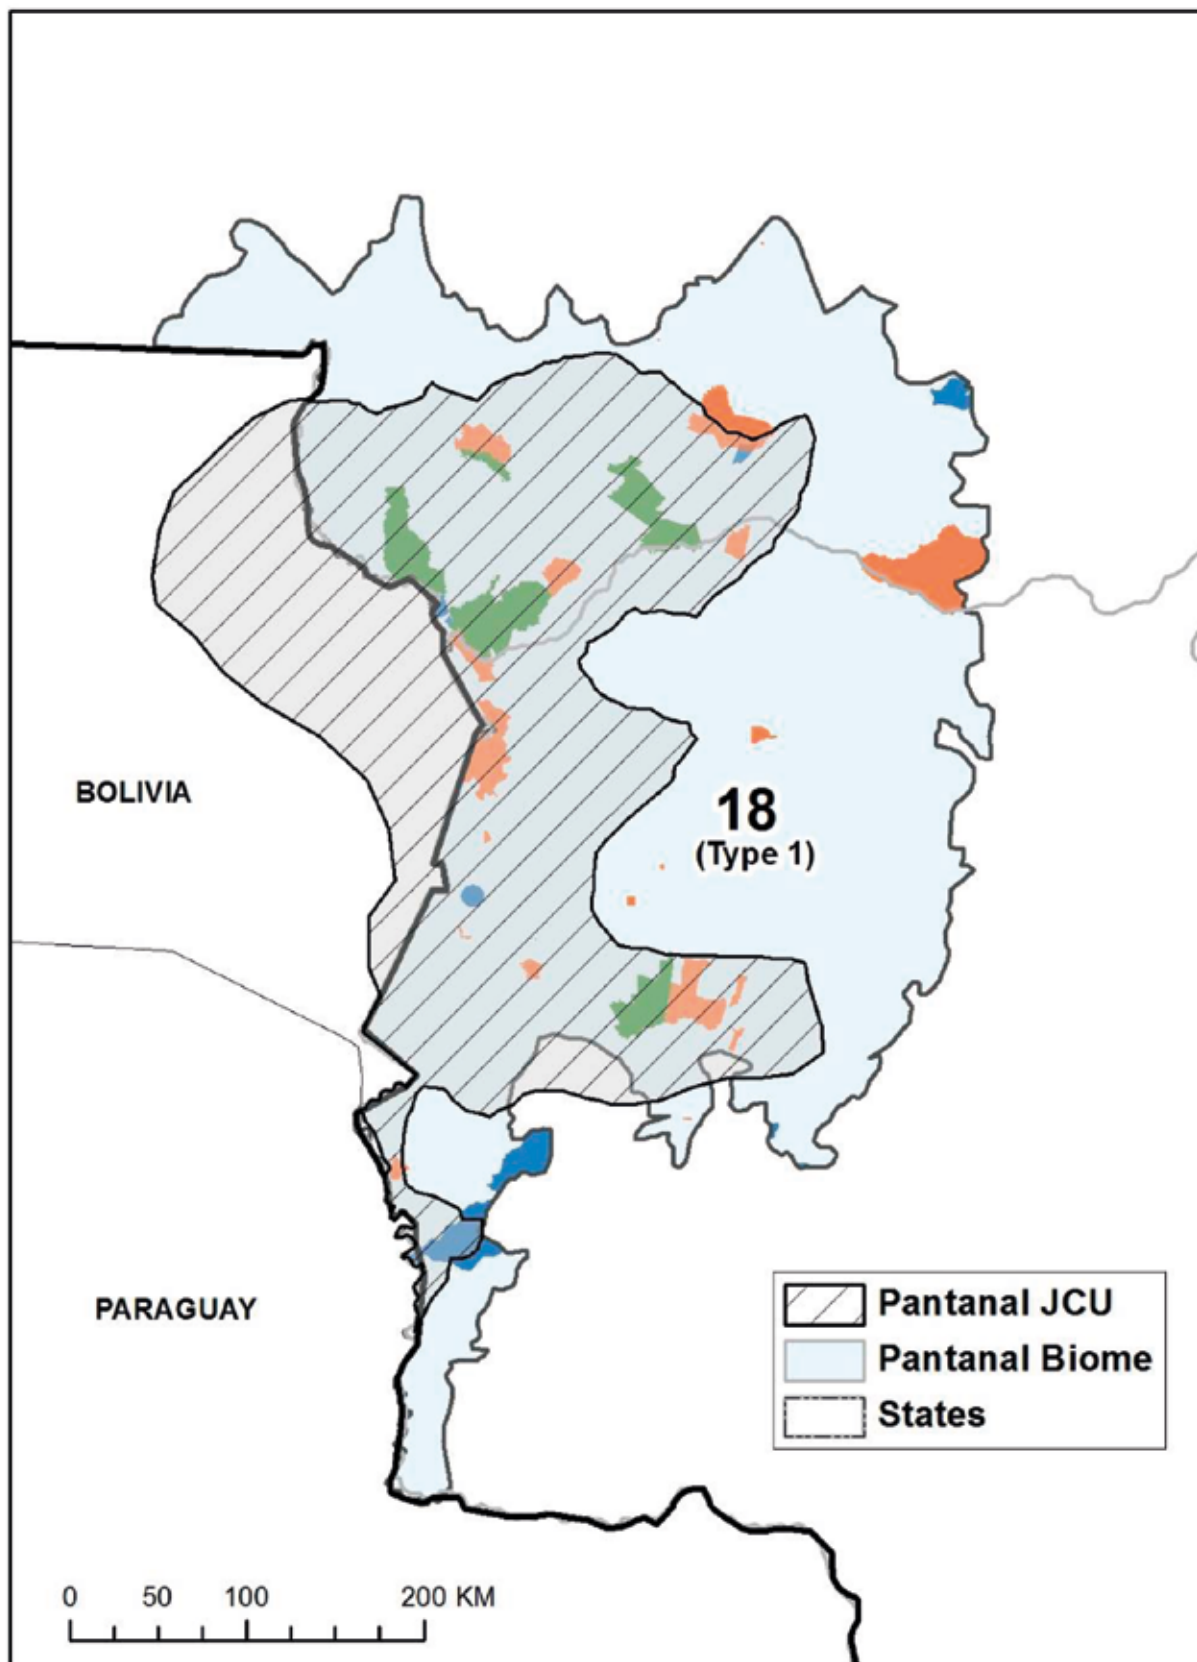 18
(Type 1)
BOLIVIA
PARAGUAY
Pantanal JCU
Pantanal Biome
States
0 50 100 200 KM